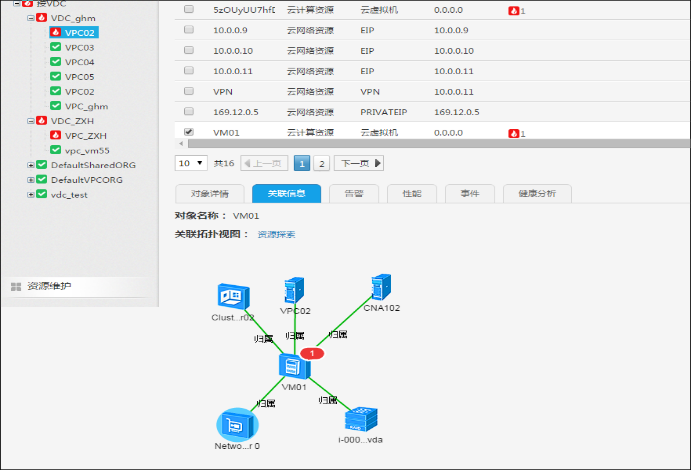 按VDC
VDC_ghm
VPC02
VPC03
VPC04
VPC05
VPC02
VPC_ghm
VDC_ZXH
VPC_ZXH
vpc_vm55
DefaultSharedORG
DefaultVPCORG
vdc_test
资源维护
5zOUyUU7hfI 云计算资源 云虚拟机 0.0.0.0 1
10.0.0.9 云网络资源 EIP 10.0.0.9
10.0.0.10 云网络资源 EIP 10.0.0.10
10.0.0.11 云网络资源 EIP 10.0.0.11
VPN 云网络资源 VPN 10.0.0.11
169.12.0.5 云网络资源 PRIVATEIP 169.12.0.5
VM01 云计算资源 云虚拟机 0.0.0.0 1
10 共16 上一页 1 2 下一页
对象详情 关联信息 告警 性能 事件 健康分析
对象名称： VM01
关联拓扑视图： 资源探索
Clust...r02
VPC02
CNA102
归属
归属
归属
1
VM01
归属
归属
Netwo...r 0
i-000...vda